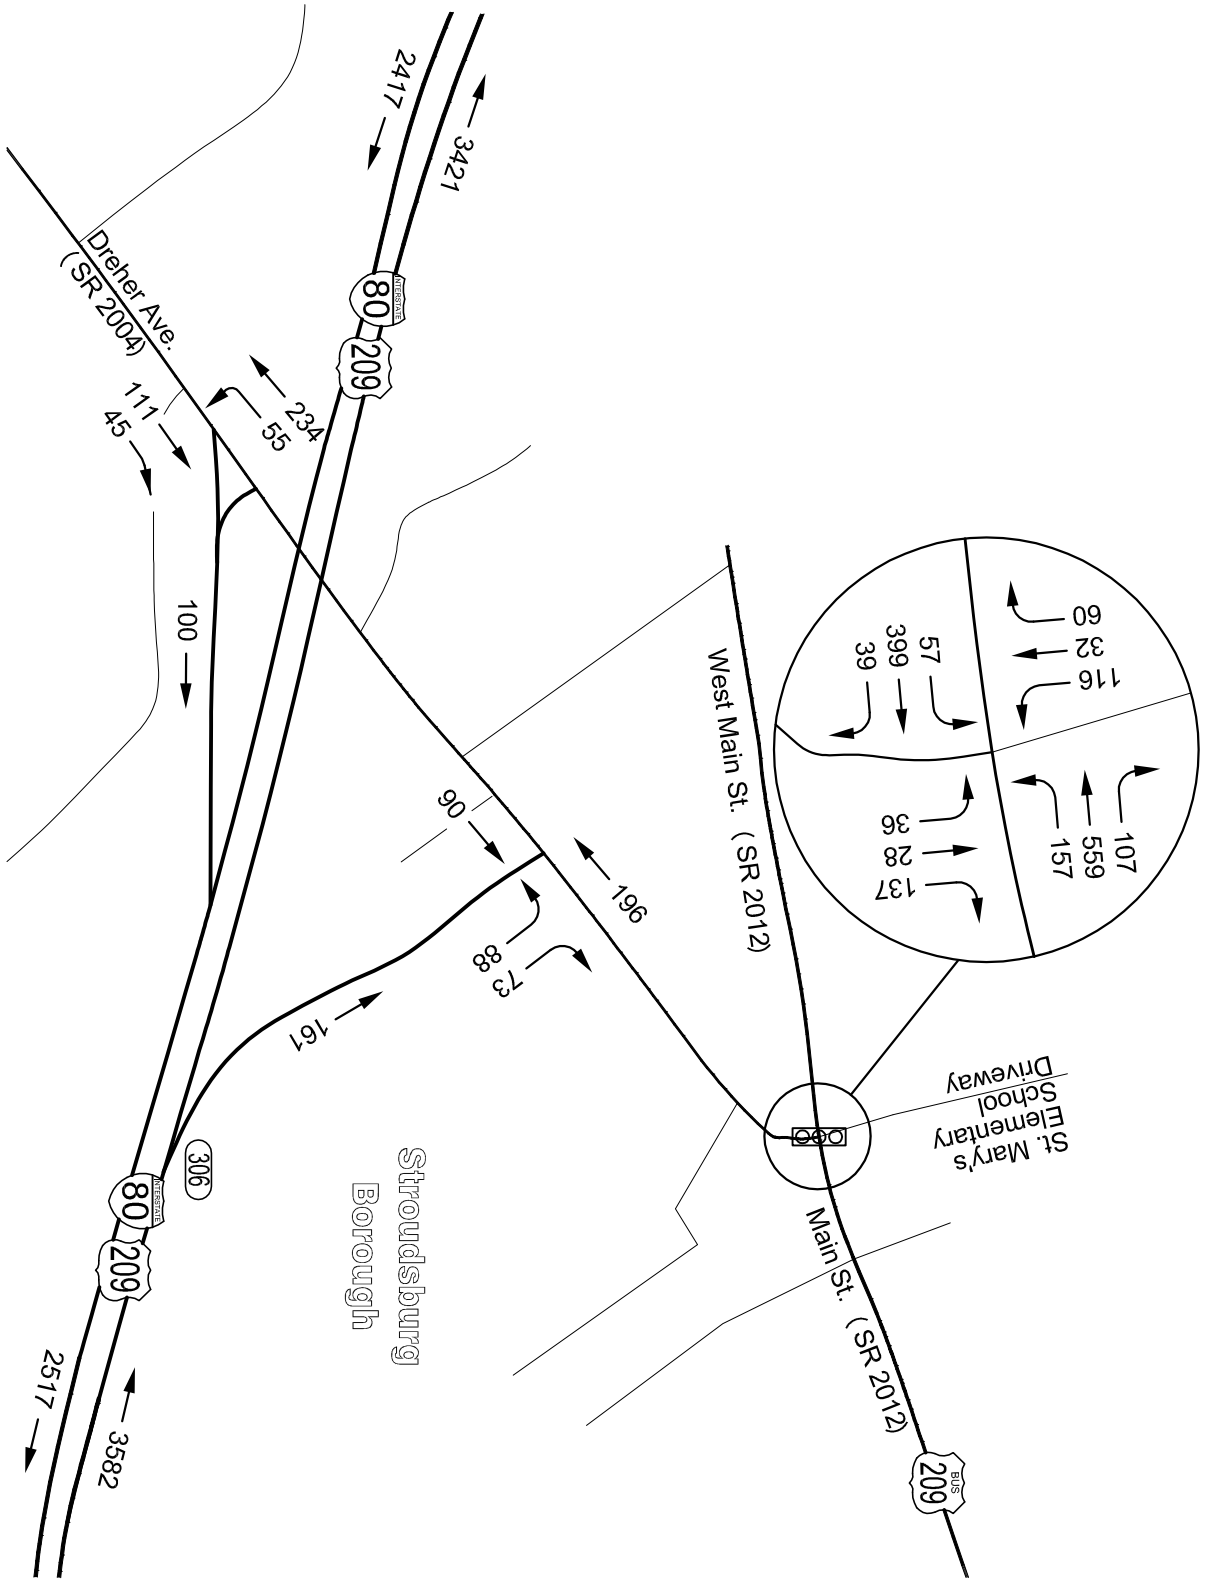 2417
3421
INTERSTATE
80
209
Dreher Ave.
( SR 2004)
234
55
111
45
100
60
32
116
57
399
39
107
559
157
36
28
137
West Main St. ( SR 2012)
90
196
88
73
161
St. Mary's
Elementary
School
Driveway
306
INTERSTATE
80
209
Stroudsburg
Borough
Main St. ( SR 2012)
BUS
209
2517
3582